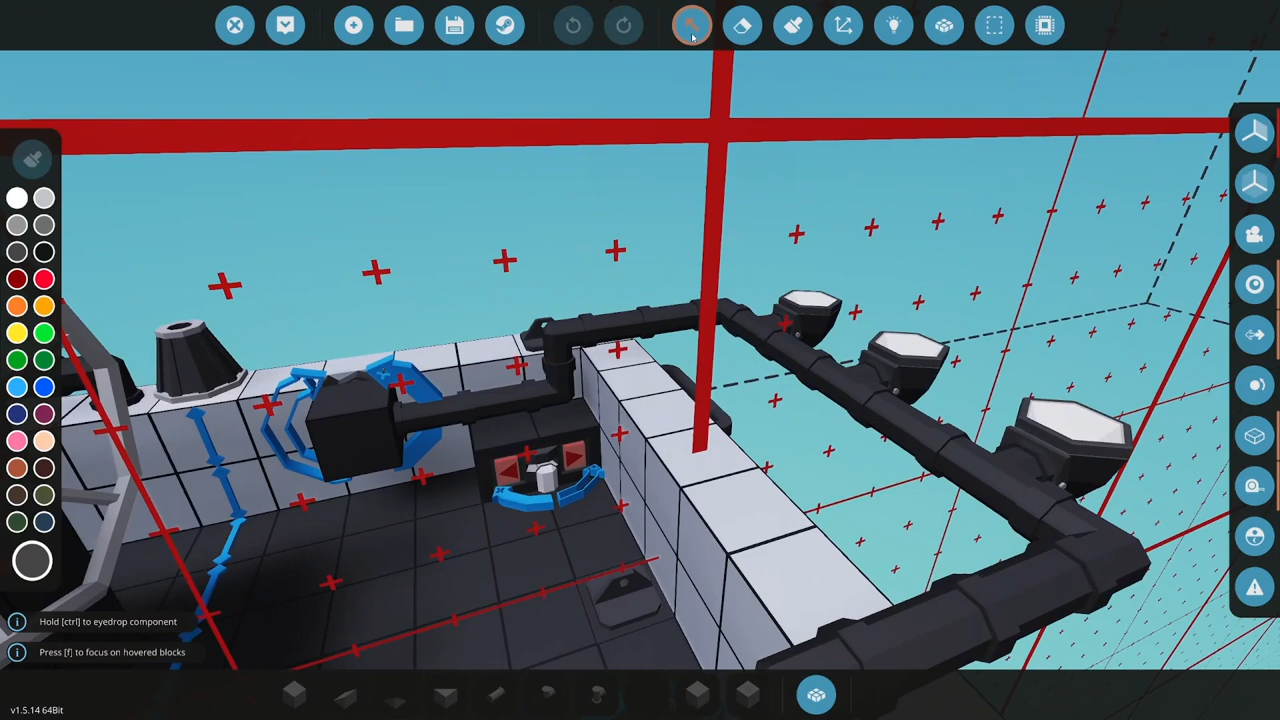 Hold [ctrl] to eyedrop component
Press [f] to focus on hovered blocks
v1.5.14 64Bit